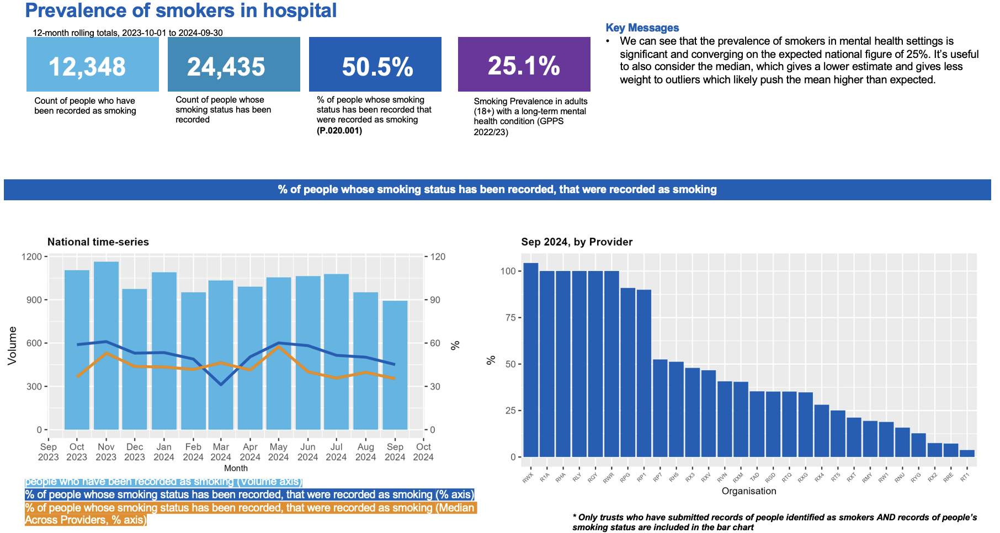 Prevalence of smokers in hospital
12-month rolling totals, 2023-10-01 to 2024-09-30
12,348
Count of people who have
been recorded as smoking
24,435
Count of people whose
smoking status has been
recorded
50.5%
% of people whose smoking
status has been recorded that
were recorded as smoking
(P.020.001)
25.1%
Smoking Prevalence in adults
(18+) with a long-term mental
health condition (GPPS
2022/23)
Key Messages
• We can see that the prevalence of smokers in mental health settings is
significant and converging on the expected national figure of 25%. It's useful
to also consider the median, which gives a lower estimate and gives less
weight to outliers which likely push the mean higher than expected.
% of people whose smoking status has been recorded, that were recorded as smoking
National time-series
Volume
1200
900
600
300
0
120
90
60
30
0
%
Sep Oct Nov Dec Jan Feb Mar Apr May Jun Jul Aug Sep Oct
2023 2023 2023 2023 2024 2024 2024 2024 2024 2024 2024 2024 2024 2024
Month
people who have been recorded as smoking (Volume axis)
% of people whose smoking status has been recorded, that were recorded as smoking (% axis)
% of people whose smoking status has been recorded, that were recorded as smoking (Median
Across Providers, % axis)
Sep 2024, by Provider
%
100
75
50
25
0
RWX R1A RHA RLY RQY RWR RPG RP1 RP7 RH5 RX3 RXV RVN RXM TAD RGD RTQ RXG RX4 RT5 RXT RMY RW1 RNU RYG RX2 RRE RT1
Organisation
* Only trusts who have submitted records of people identified as smokers AND records of people's
smoking status are included in the bar chart